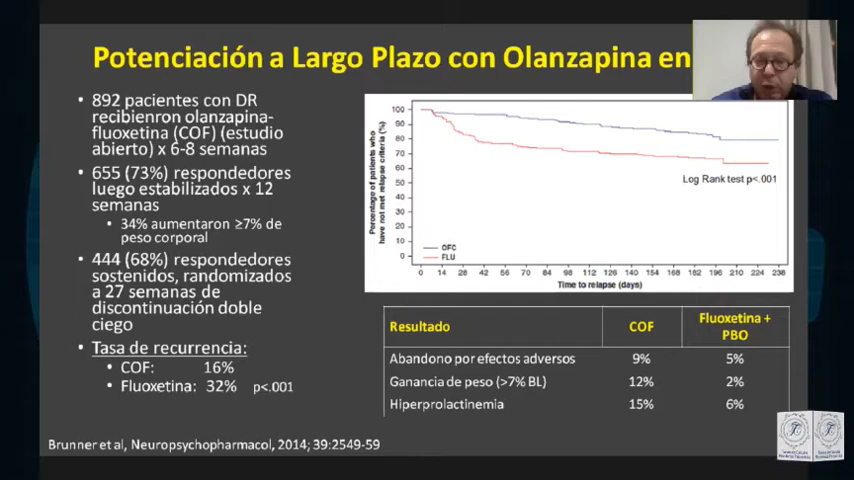 Potenciación a Largo Plazo con Olanzapina en
• 892 pacientes con DR
recibienron olanzapina-
fluoxetina (COF) (estudio
abierto) x 6-8 semanas
• 655 (73%) respondedores
luego estabilizados x 12
semanas
• 34% aumentaron ≥7% de
peso corporal
• 444 (68%) respondedores
sostenidos, randomizados
a 27 semanas de
discontinuación doble
ciego
• Tasa de recurrencia:
• COF: 16%
• Fluoxetina: 32% p<.001
Percentage of patients who
have not met relapse criteria (%)
100
90
80
70
60
50
40
30
20
10
0
Log Rank test p<.001
OFC
FLU
0 14 28 42 56 70 84 98 112 126 140 154 168 182 196 210 224 238
Time to relapse (days)
Resultado COF Fluoxetina + PBO
Abandono por efectos adversos 9% 5%
Ganancia de peso (>7% BL) 12% 2%
Hiperprolactinemia 15% 6%
Brunner et al, Neuropsychopharmacol, 2014; 39:2549-59